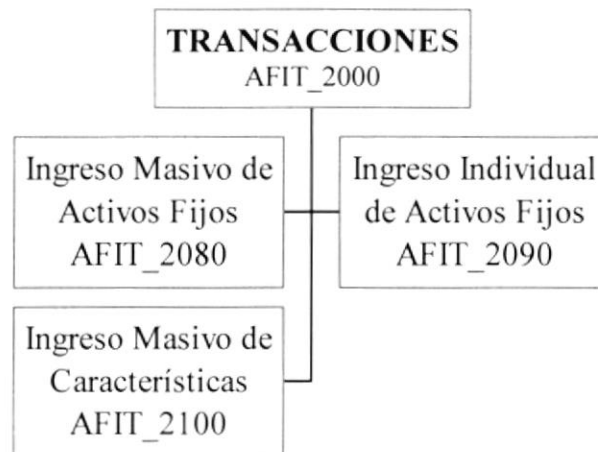 TRANSACCIONES
AFIT_2000
Ingreso Masivo de
Activos Fijos
AFIT_2080
Ingreso Individual
de Activos Fijos
AFIT_2090
Ingreso Masivo de
Características
AFIT_2100